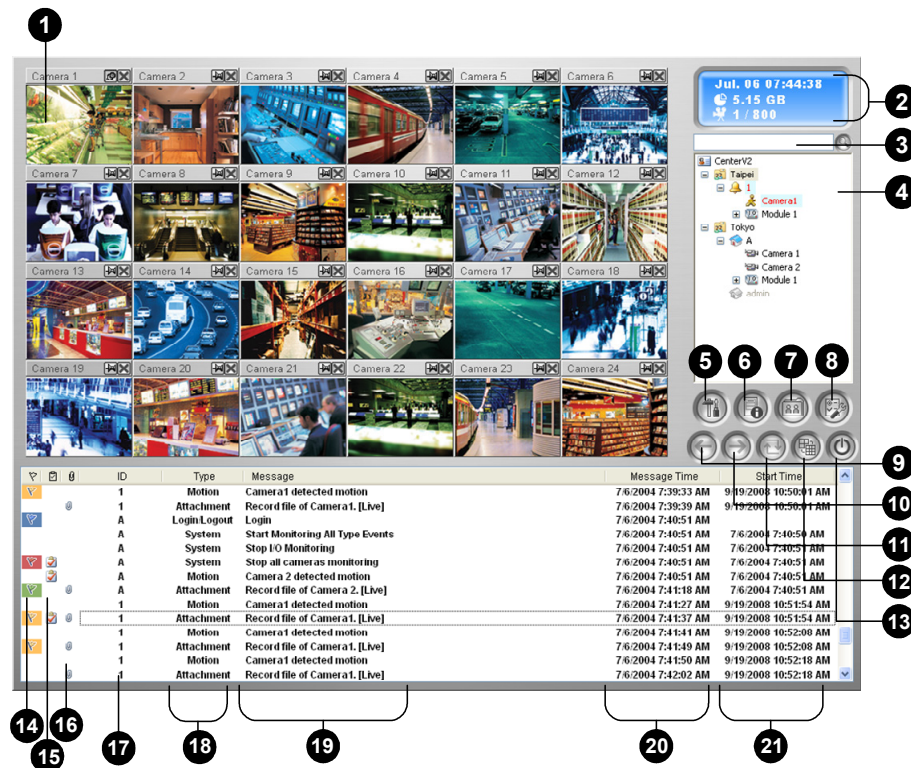 1
Camera 1 Camera 2 Camera 3 Camera 4 Camera 5 Camera 6
Camera 7 Camera 8 Camera 9 Camera 10 Camera 11 Camera 12
Camera 13 Camera 14 Camera 15 Camera 16 Camera 17 Camera 18
Camera 19 Camera 20 Camera 21 Camera 22 Camera 23 Camera 24
Jul. 06 07:44:38
5.15 GB
1 / 800
2
3
CenterV2
4
Taipei
1
Camera1
Module 1
Tokyo
A
Camera 1
Camera 2
Module 1
admin
5 6 7 8
9
10
11
12
13
ID Type Message Message Time Start Time
1 Motion Camera1 detected motion 7/6/2004 7:39:33 AM 9/19/2008 10:50:01 AM
1 Attachment Record file of Camera1. [Live] 7/6/2004 7:39:39 AM 9/19/2008 10:50:01 AM
A Login/Logout Login 7/6/2004 7:40:51 AM
A System Start Monitoring All Type Events 7/6/2004 7:40:51 AM 7/6/2004 7:40:50 AM
A System Stop I/O Monitoring 7/6/2004 7:40:51 AM 7/6/2004 7:40:51 AM
A System Stop all cameras monitoring 7/6/2004 7:40:51 AM 7/6/2004 7:40:51 AM
A Motion Camera 2 detected motion 7/6/2004 7:40:51 AM 7/6/2004 7:40:51 AM
A Attachment Record file of Camera 2. [Live] 7/6/2004 7:41:18 AM 7/6/2004 7:40:51 AM
1 Motion Camera1 detected motion 7/6/2004 7:41:27 AM 9/19/2008 10:51:54 AM
1 Attachment Record file of Camera1. [Live] 7/6/2004 7:41:37 AM 9/19/2008 10:51:54 AM
1 Motion Camera1 detected motion 7/6/2004 7:41:41 AM 9/19/2008 10:52:08 AM
1 Attachment Record file of Camera1. [Live] 7/6/2004 7:41:49 AM 9/19/2008 10:52:08 AM
1 Motion Camera1 detected motion 7/6/2004 7:41:50 AM 9/19/2008 10:52:18 AM
1 Attachment Record file of Camera1. [Live] 7/6/2004 7:42:02 AM 9/19/2008 10:52:18 AM
14 15 16 17 18 19 20 21